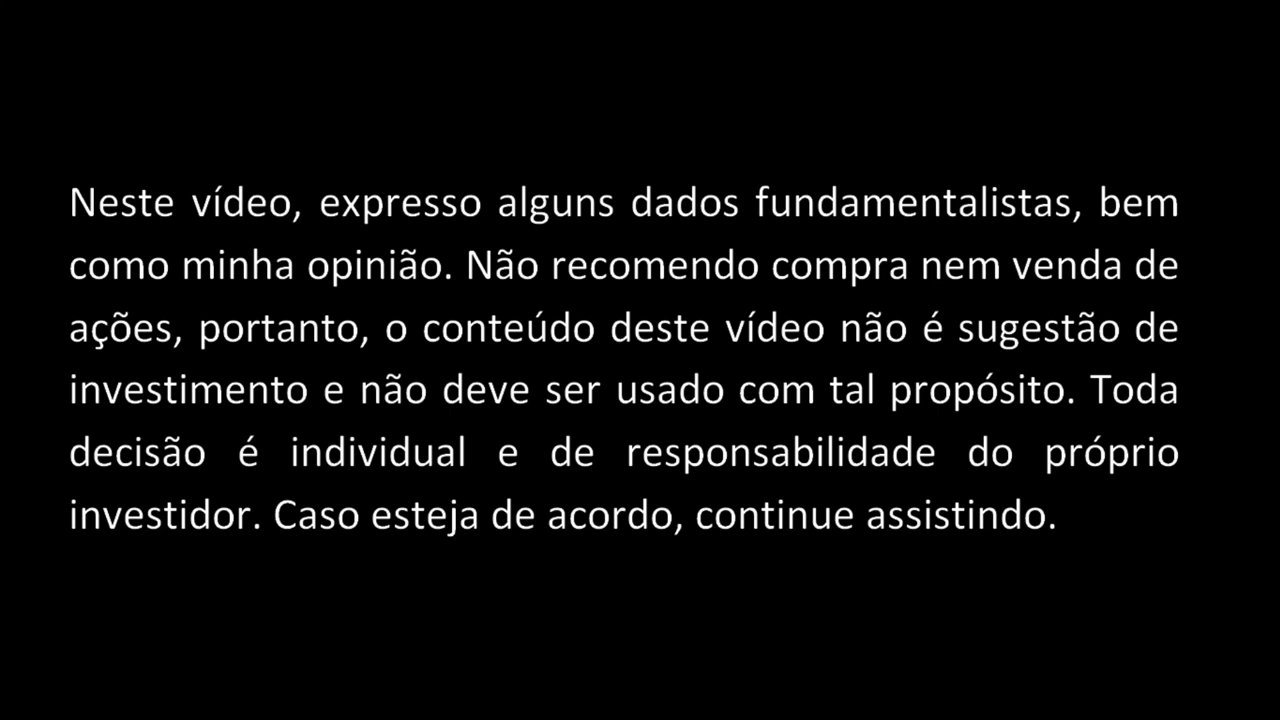 Neste vídeo, expresso alguns dados fundamentalistas, bem
como minha opinião. Não recomendo compra nem venda de
ações, portanto, o conteúdo deste vídeo não é sugestão de
investimento e não deve ser usado com tal propósito. Toda
decisão é individual e de responsabilidade do próprio
investidor. Caso esteja de acordo, continue assistindo.